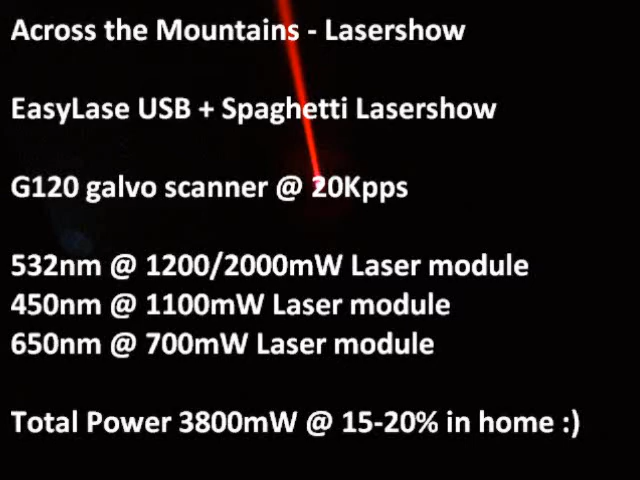 Across the Mountains - Lasershow
EasyLase USB + Spaghetti Lasershow
G120 galvo scanner @ 20Kpps
532nm @ 1200/2000mW Laser module
450nm @ 1100mW Laser module
650nm @ 700mW Laser module
Total Power 3800mW @ 15-20% in home :)